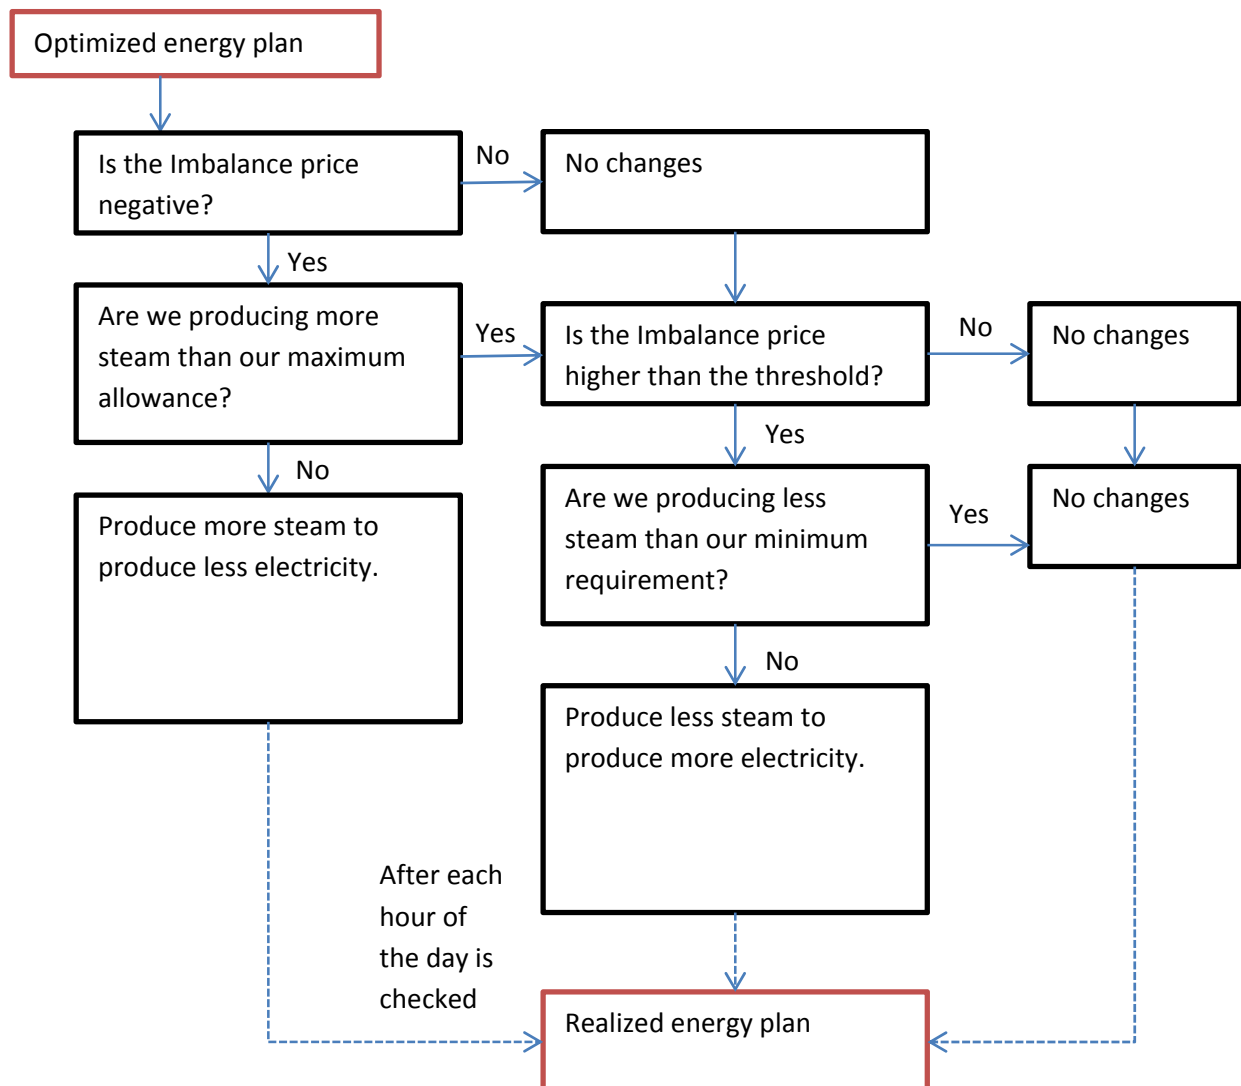 Optimized energy plan
Is the Imbalance price
negative?
No
No changes
Yes
Are we producing more
steam than our maximum
allowance?
Yes
Is the Imbalance price
higher than the threshold?
No
No changes
Yes
No
Produce more steam to
produce less electricity.
Are we producing less
steam than our minimum
requirement?
Yes
No changes
No
Produce less steam to
produce more electricity.
After each
hour of
the day is
checked
Realized energy plan